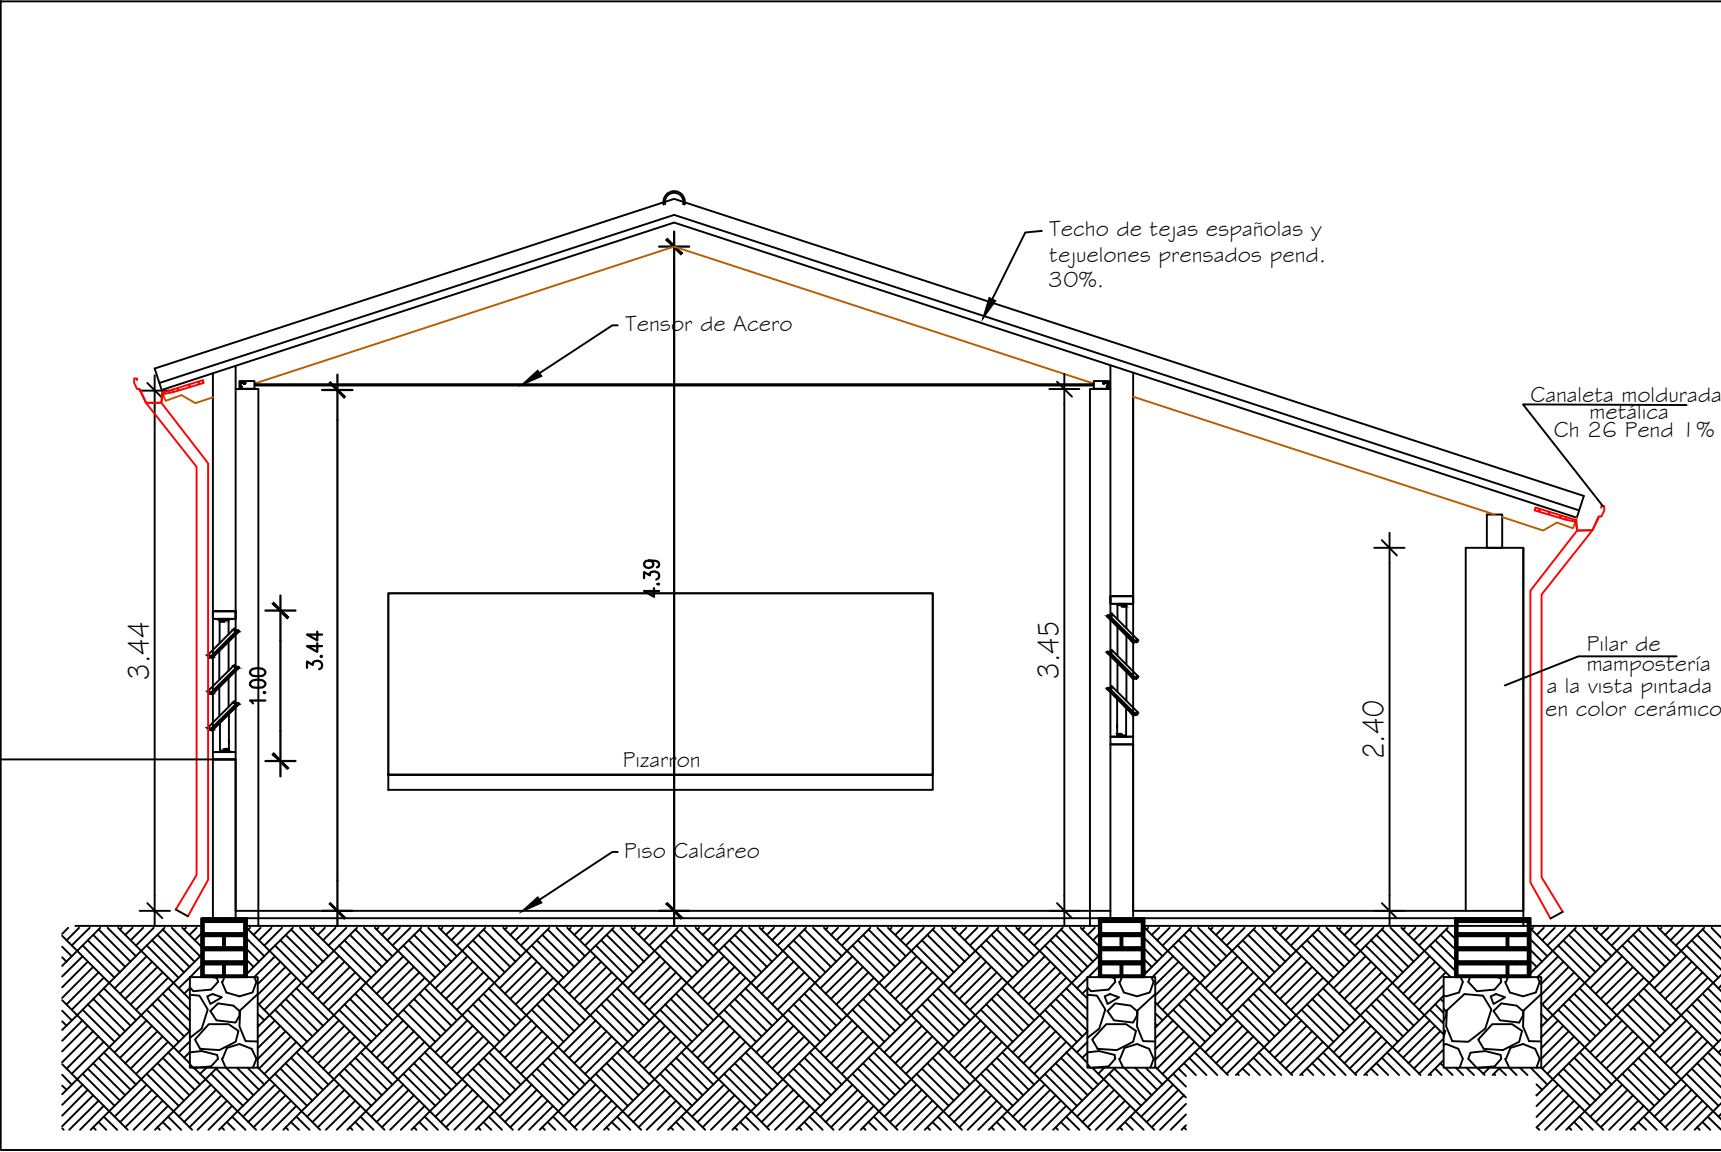 Techo de tejas españolas y
tejuelones prensados pend.
30%.
Tensor de Acero
Canaleta moldurada
metálica
Ch 26 Pend 1%
4.39
3.44
1.00
3.44
3.45
2.40
Pilar de
mampostería
a la vista pintada
en color cerámico
Pizarron
Piso Calcáreo